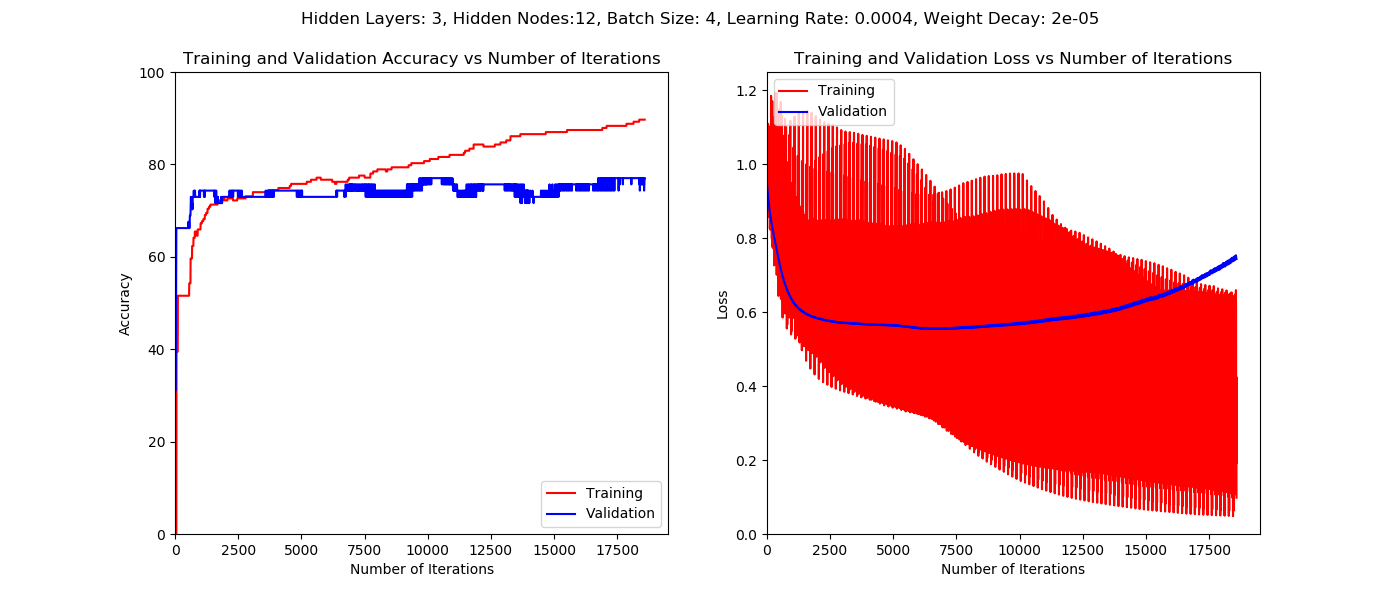 Hidden Layers: 3, Hidden Nodes:12, Batch Size: 4, Learning Rate: 0.0004, Weight Decay: 2e-05
Training and Validation Accuracy vs Number of Iterations
100
80
60
40
20
0
Accuracy
0 2500 5000 7500 10000 12500 15000 17500
Number of Iterations
Training
Validation
Training and Validation Loss vs Number of Iterations
1.2
1.0
0.8
0.6
0.4
0.2
0.0
Loss
0 2500 5000 7500 10000 12500 15000 17500
Number of Iterations
Training
Validation